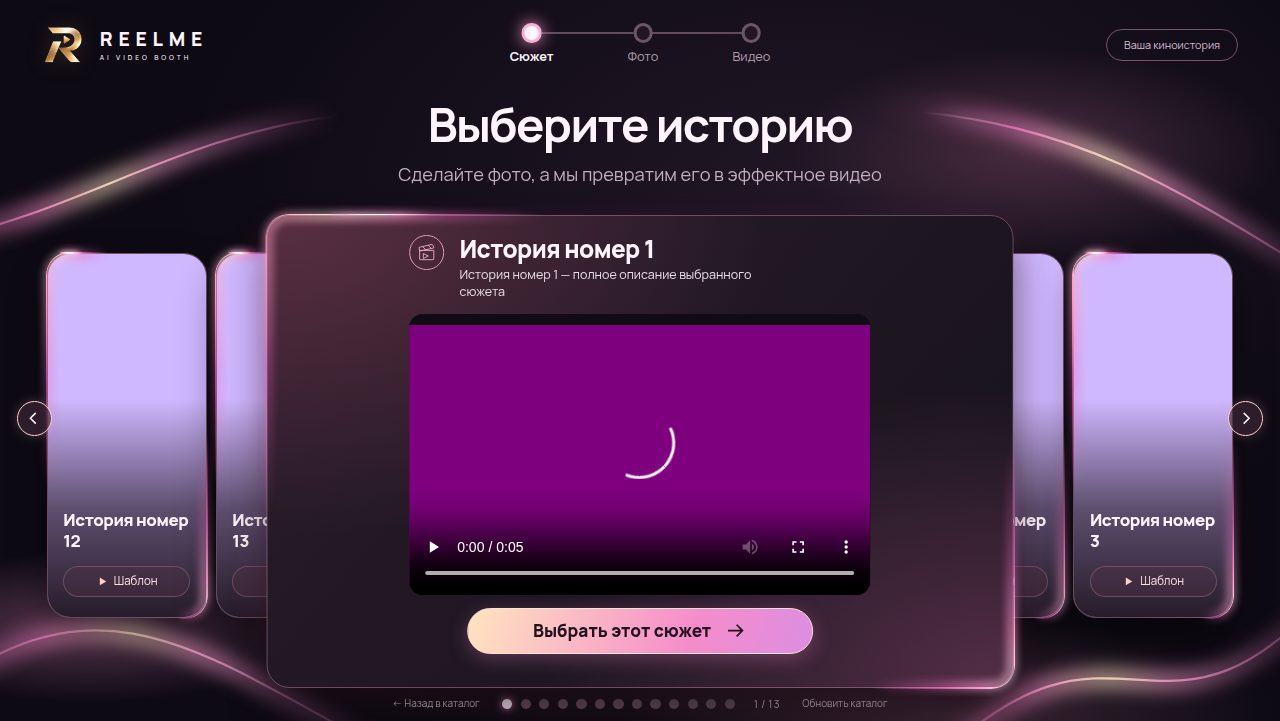 REELME
AI VIDEO BOOTH
Сюжет
Фото
Видео
Ваша киноистория
Выберите историю
Сделайте фото, а мы превратим его в эффектное видео
История номер 1
История номер 1 — полное описание выбранного
сюжета
0:00 / 0:05
Выбрать этот сюжет →
История номер
12
Шаблон
13
номер
История номер
3
Шаблон
← Назад в каталог
1 / 13
Обновить каталог